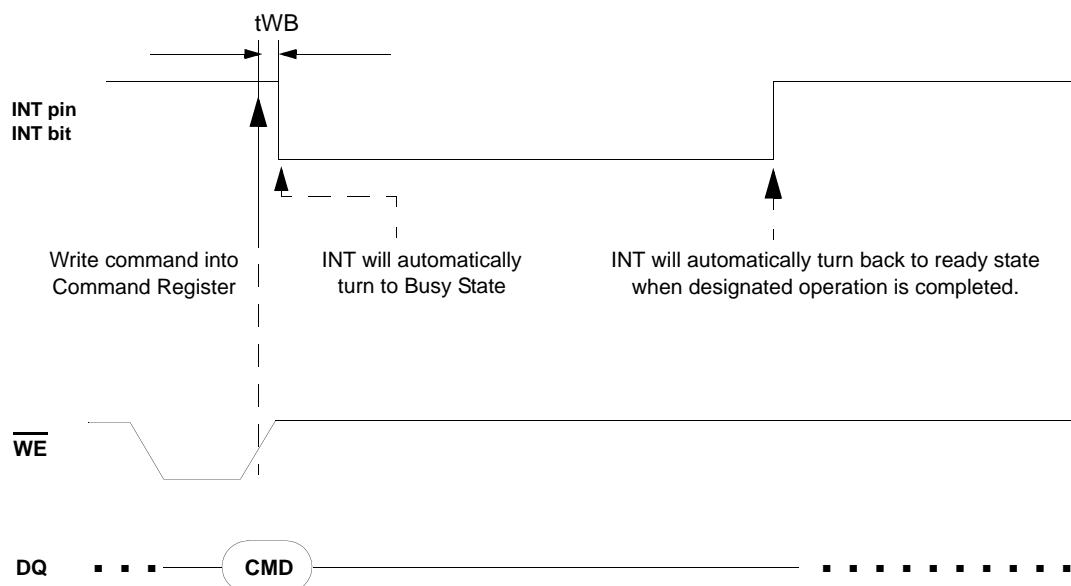 tWB
INT pin
INT bit
Write command into
Command Register
INT will automatically
turn to Busy State
INT will automatically turn back to ready state
when designated operation is completed.
WE
DQ
CMD